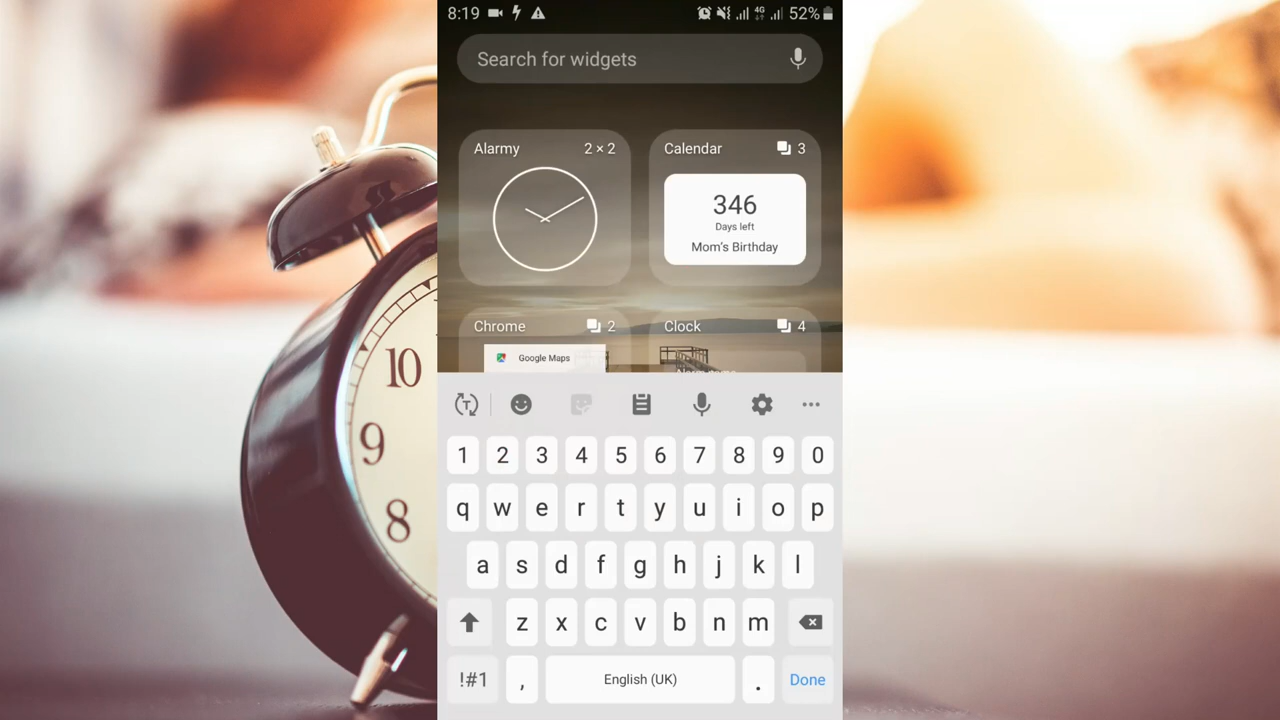 8:19 4G 52%
Search for widgets
Alarmy 2 × 2
Calendar 3
346
Days left
Mom's Birthday
Chrome 2
Clock 4
Google Maps
10
9
8
1 2 3 4 5 6 7 8 9 0
q w e r t y u i o p
a s d f g h j k l
z x c v b n m
!#1 , English (UK) . Done